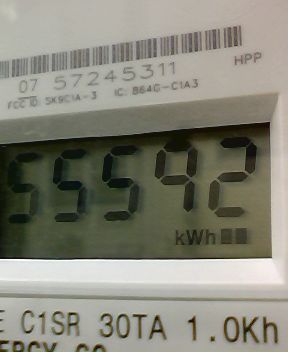 07 57245311
HPP
FCC ID: SK9C1A-3 IC: 864G-C1A3
55592
kWh
C1SR 30TA 1.0Kh